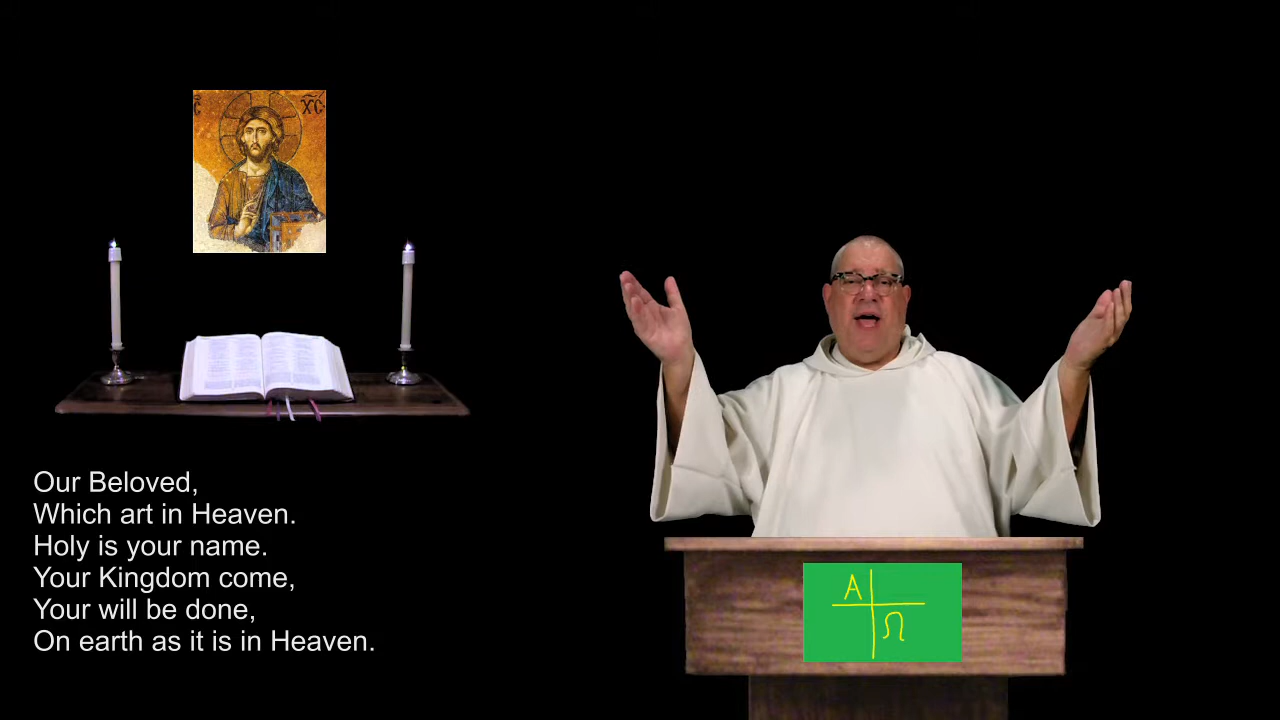 C
XC
Our Beloved,
Which art in Heaven.
Holy is your name.
Your Kingdom come,
Your will be done,
On earth as it is in Heaven.
Α
Ω